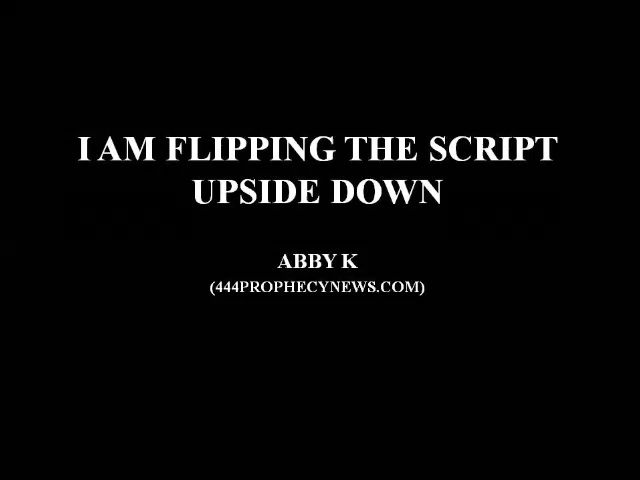 I AM FLIPPING THE SCRIPT
UPSIDE DOWN
ABBY K
(444PROPHECYNEWS.COM)